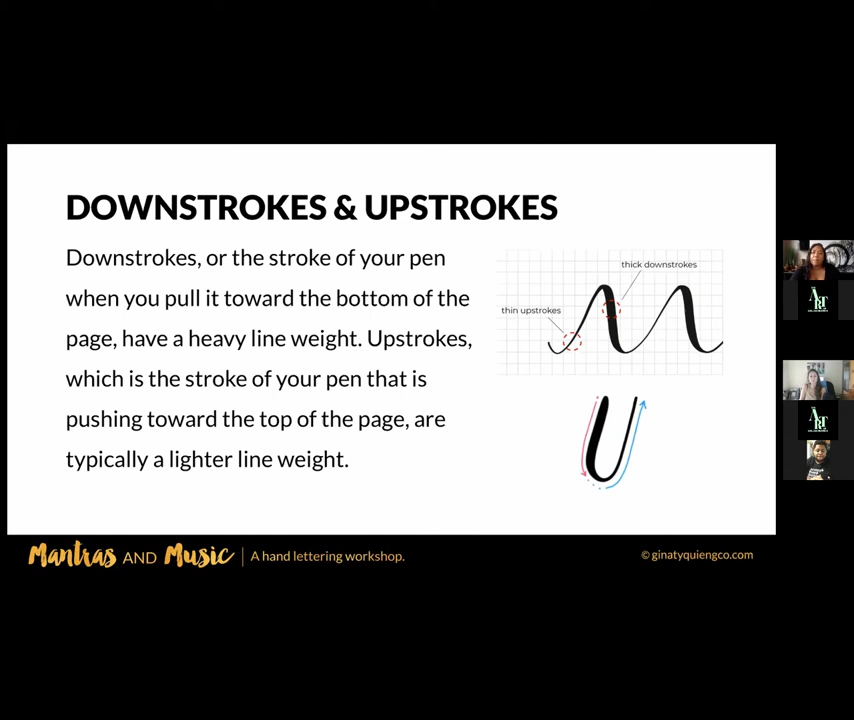 DOWNSTROKES & UPSTROKES
Downstrokes, or the stroke of your pen
when you pull it toward the bottom of the
page, have a heavy line weight. Upstrokes,
which is the stroke of your pen that is
pushing toward the top of the page, are
typically a lighter line weight.
thick downstrokes
thin upstrokes
U
Mantras AND Music | A hand lettering workshop.
© ginatyquiengco.com
ART
ART